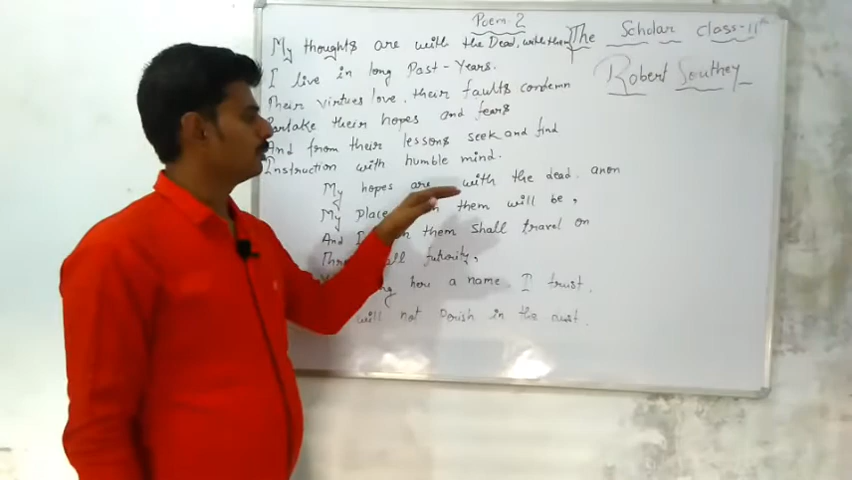 Poem 2
The Scholar class-11th
Robert Southey
My thoughts are with the Dead, with them
I live in long Past-Years.
Their virtues love, their faults condemn
Partake their hopes and fears
And from their lessons seek and find
Instruction with humble mind.
My hopes are with the dead. anon
My place them will be,
And I them shall travel on
all futurity,
here a name. I trust.
will not Perish in the dust.